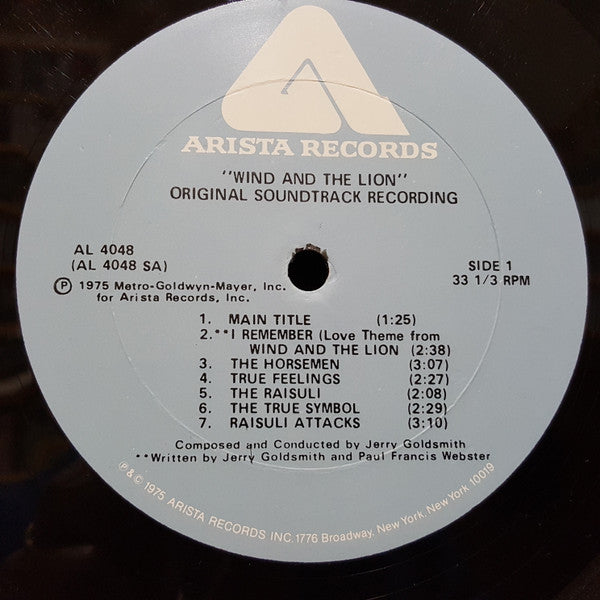 ARISTA RECORDS
"WIND AND THE LION"
ORIGINAL SOUNDTRACK RECORDING
AL 4048
(AL 4048 SA)
SIDE 1
33 1/3 RPM
Ⓟ 1975 Metro-Goldwyn-Mayer, Inc.
for Arista Records, Inc.
1. MAIN TITLE (1:25)
2.**I REMEMBER (Love Theme from
WIND AND THE LION (2:38)
3. THE HORSEMEN (3:07)
4. TRUE FEELINGS (2:27)
5. THE RAISULI (2:08)
6. THE TRUE SYMBOL (2:29)
7. RAISULI ATTACKS (3:10)
Composed and Conducted by Jerry Goldsmith
**Written by Jerry Goldsmith and Paul Francis Webster
Ⓟ & © 1975 ARISTA RECORDS INC. 1776 Broadway, New York, New York 10019